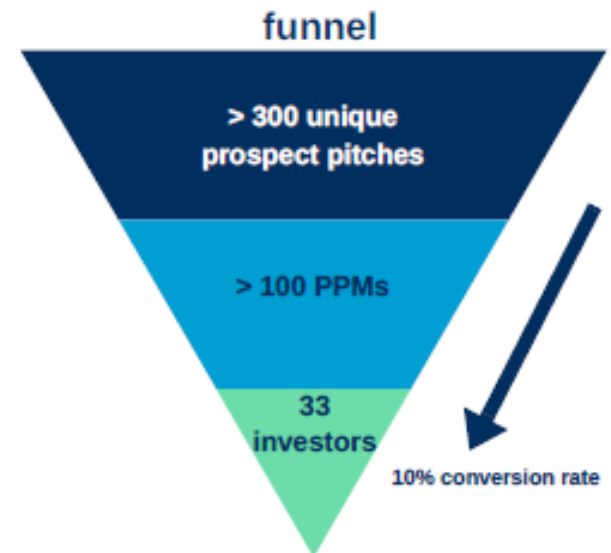 funnel
> 300 unique
prospect pitches
> 100 PPMs
33
investors
10% conversion rate